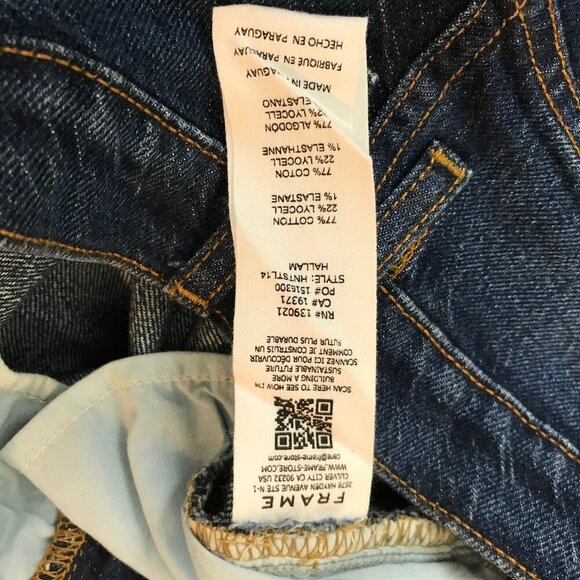 FRAME
3578 HAYDEN AVENUE STE N-1
CULVER CITY CA 90232 USA
WWW.FRAME-STORE.COM
care@frame-store.com
SCAN HERE TO SEE HOW I'M
BUILDING A MORE
SUSTAINABLE FUTURE
SCANNEZ ICI POUR DÉCOUVRIR
COMMENT JE CONSTRUIS UN
FUTUR PLUS DURABLE
RN# 139021
CA# 19371
PO# 1516300
STYLE: HNTSTL14
HALLAM
77% COTTON
22% LYOCELL
1% ELASTANE
77% COTON
22% LYOCELL
1% ELASTHANNE
77% ALGODÓN
22% LYOCELL
ELASTANO
MADE IN PARAGUAY
FABRIQUÉ EN PARAGUAY
HECHO EN PARAGUAY